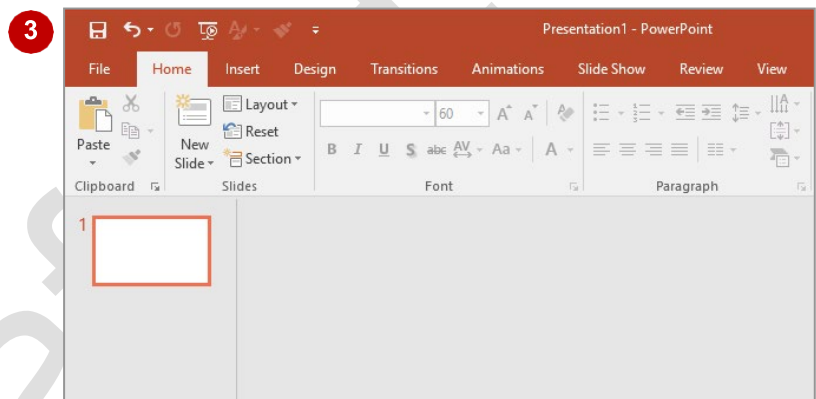 3
Presentation1 - PowerPoint
File Home Insert Design Transitions Animations Slide Show Review View
Paste
New Slide
Layout
Reset
Section
60
A A
B I U S abc AV Aa A
Clipboard Slides Font Paragraph
1